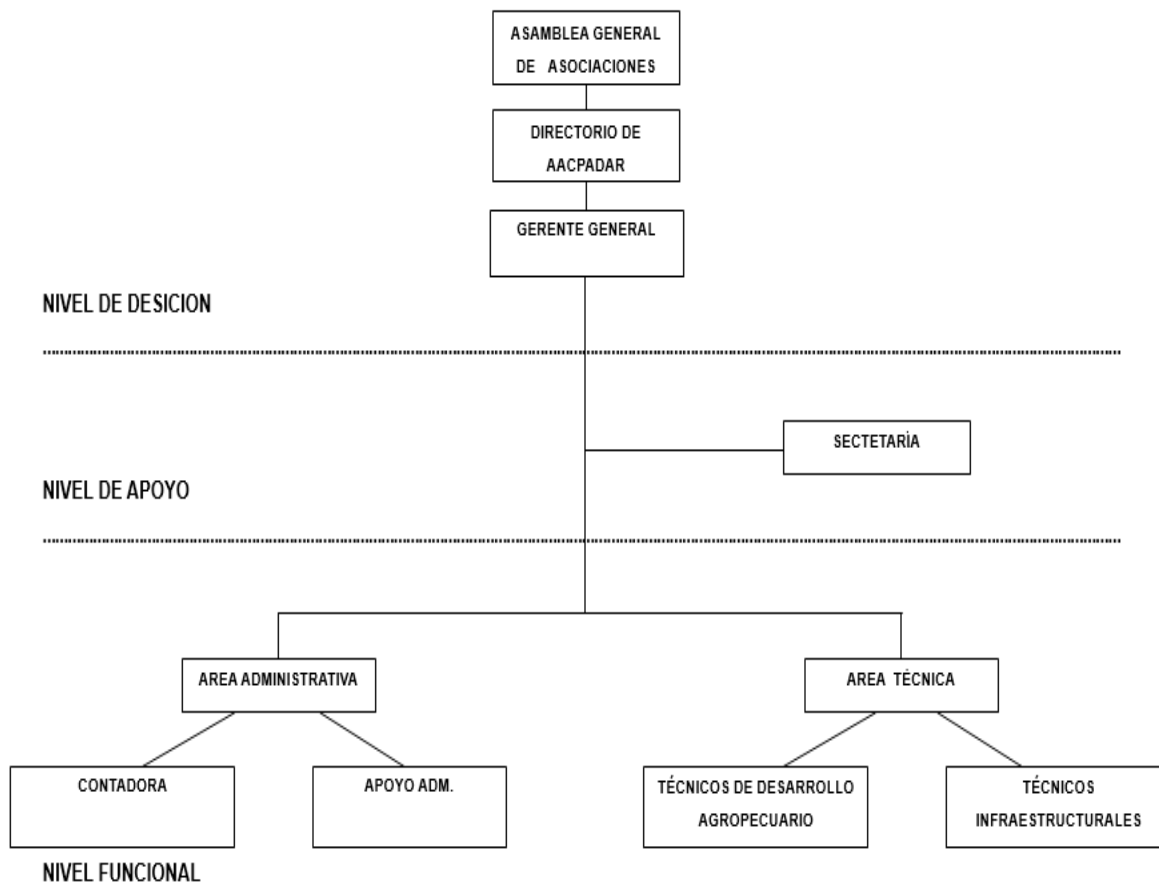 ASAMBLEA GENERAL
DE ASOCIACIONES
DIRECTORIO DE
AACPADAR
GERENTE GENERAL
NIVEL DE DESICION
SECTETARÌA
NIVEL DE APOYO
AREA ADMINISTRATIVA
AREA TÉCNICA
CONTADORA
APOYO ADM.
TÉCNICOS DE DESARROLLO
AGROPECUARIO
TÉCNICOS
INFRAESTRUCTURALES
NIVEL FUNCIONAL